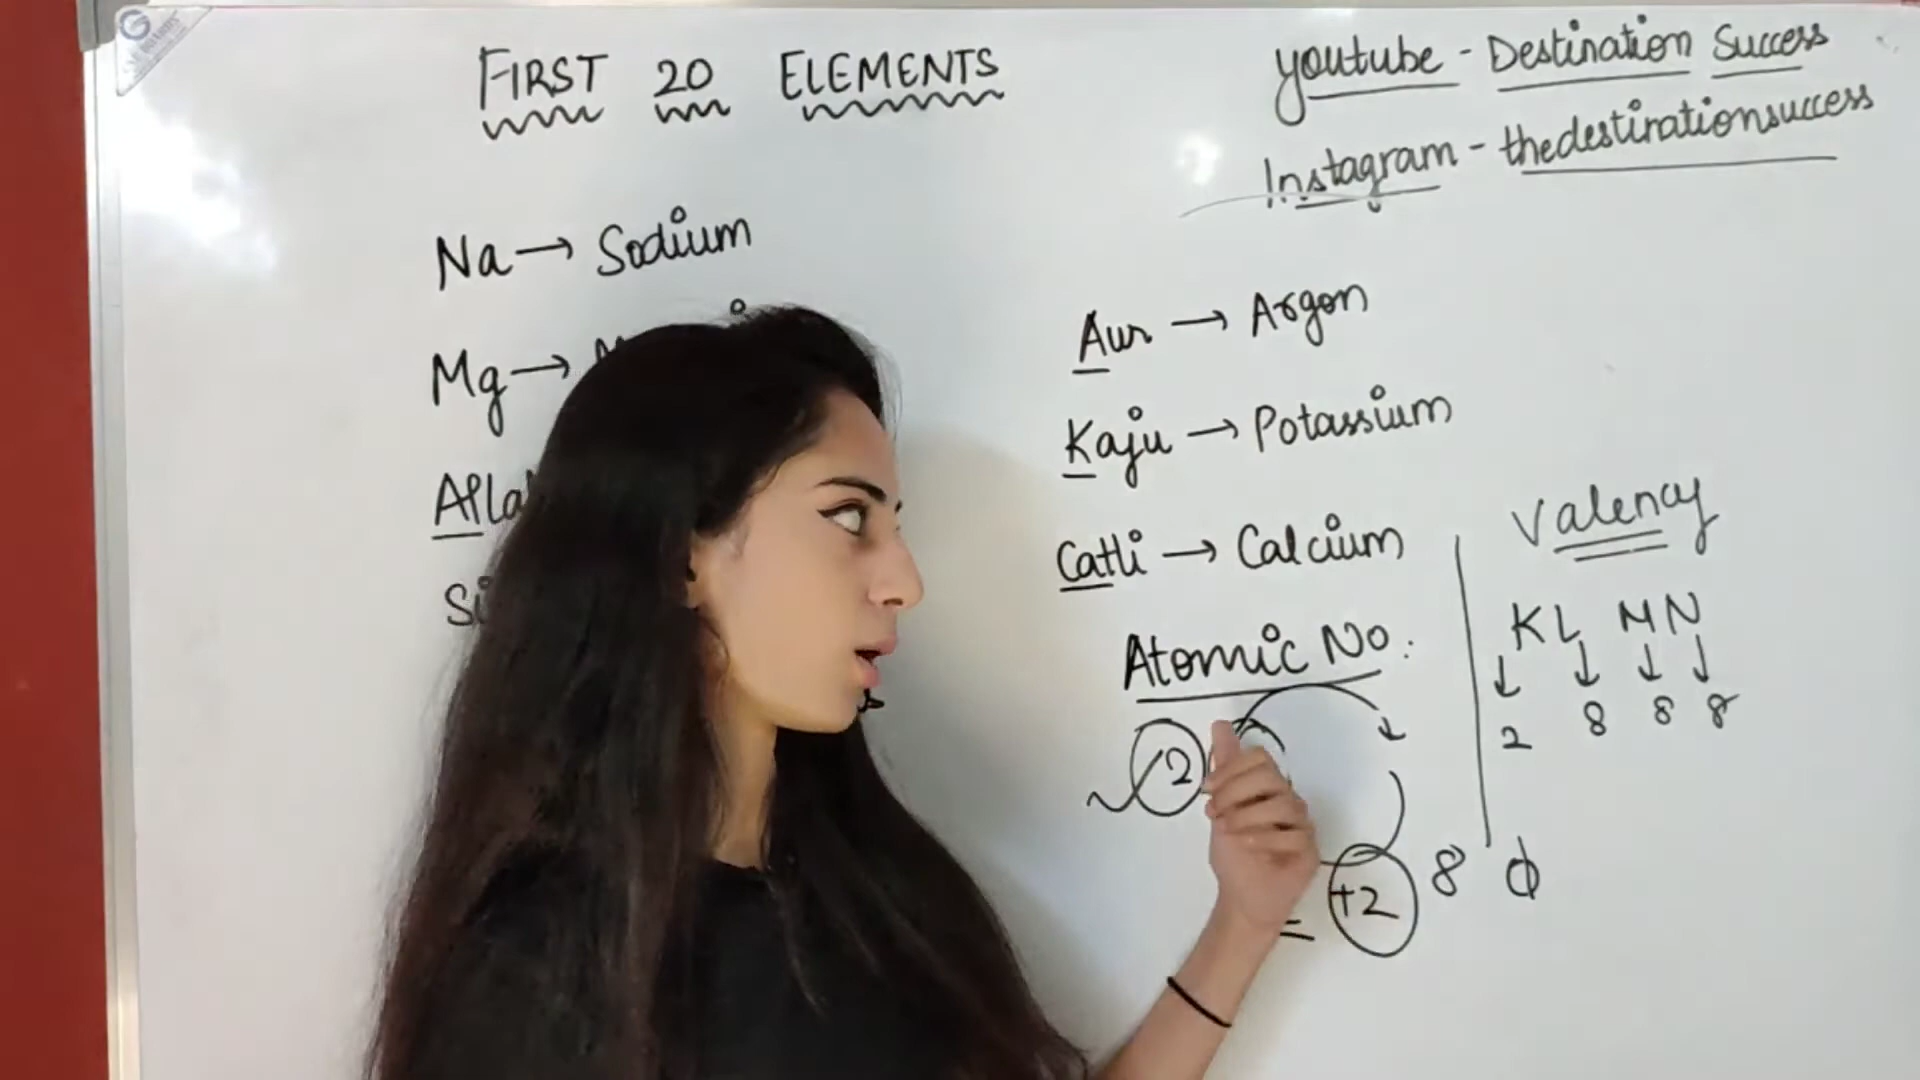 FIRST 20 ELEMENTS
youtube - Destination Success
Instagram - thedestinationsuccess
Na → Sodium
Mg →
Si
Aur → Argon
Kaju → Potassium
Catli → Calcium
Atomic No.
2
= +2 8 ϕ
Valency
K L M N
2 8 8 8